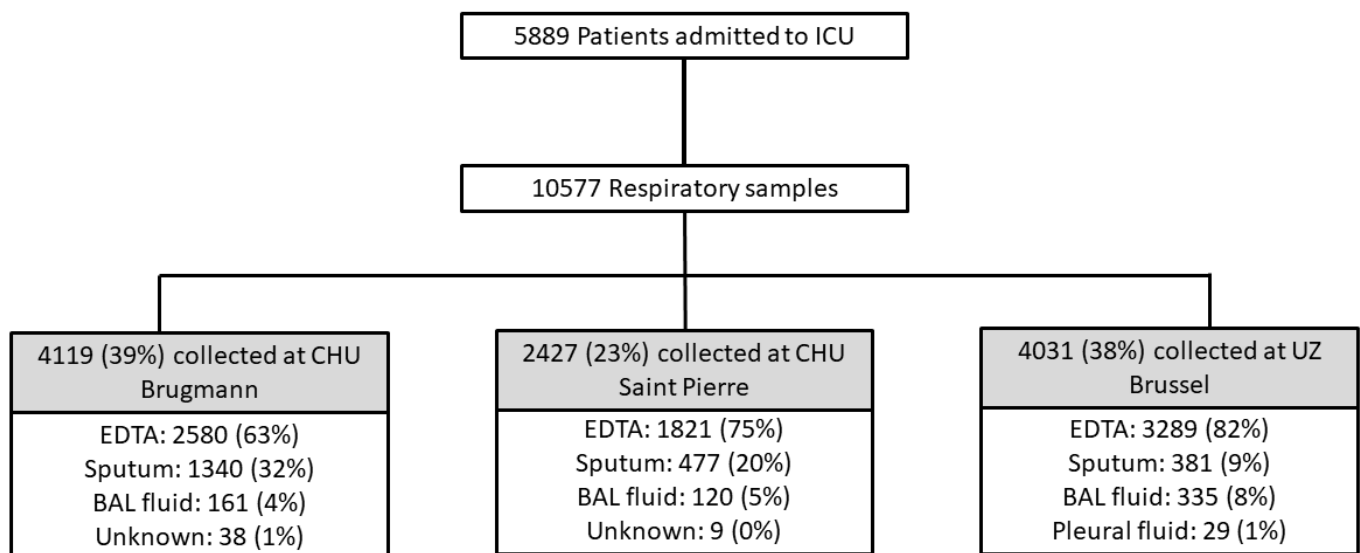 5889 Patients admitted to ICU
10577 Respiratory samples
4119 (39%) collected at CHU
Brugmann
EDTA: 2580 (63%)
Sputum: 1340 (32%)
BAL fluid: 161 (4%)
Unknown: 38 (1%)
2427 (23%) collected at CHU
Saint Pierre
EDTA: 1821 (75%)
Sputum: 477 (20%)
BAL fluid: 120 (5%)
Unknown: 9 (0%)
4031 (38%) collected at UZ
Brussel
EDTA: 3289 (82%)
Sputum: 381 (9%)
BAL fluid: 335 (8%)
Pleural fluid: 29 (1%)